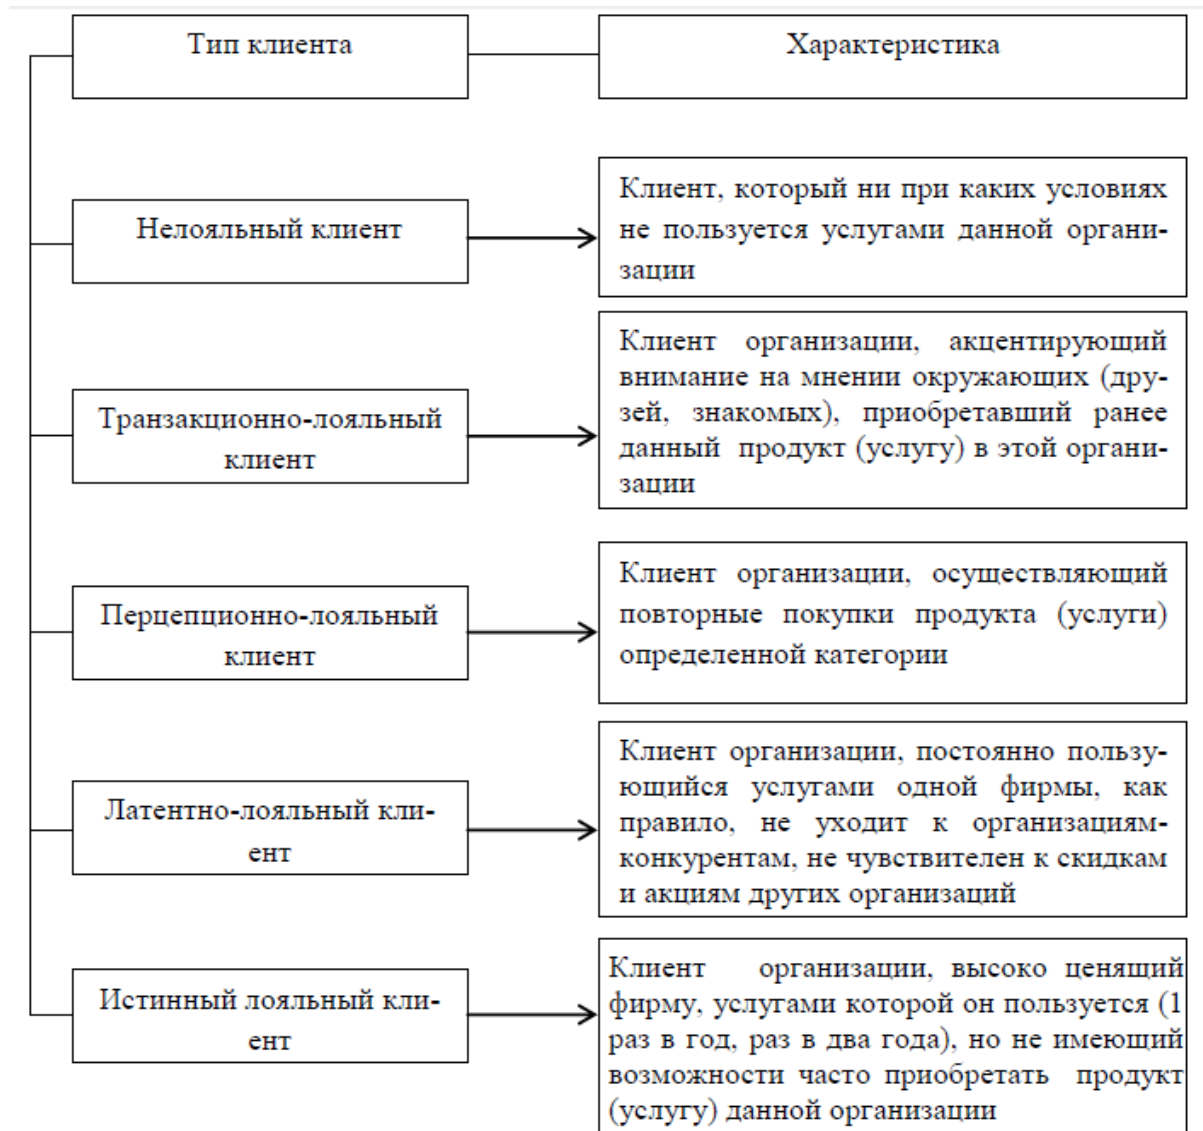 Тип клиента
Характеристика
Нелояльный клиент
Клиент, который ни при каких условиях
не пользуется услугами данной органи-
зации
Транзакционно-лояльный
клиент
Клиент организации, акцентирующий
внимание на мнении окружающих (дру-
зей, знакомых), приобретавший ранее
данный продукт (услугу) в этой органи-
зации
Перцепционно-лояльный
клиент
Клиент организации, осуществляющий
повторные покупки продукта (услуги)
определенной категории
Латентно-лояльный кли-
ент
Клиент организации, постоянно пользу-
ющийся услугами одной фирмы, как
правило, не уходит к организациям-
конкурентам, не чувствителен к скидкам
и акциям других организаций
Истинный лояльный кли-
ент
Клиент организации, высоко ценящий
фирму, услугами которой он пользуется (1
раз в год, раз в два года), но не имеющий
возможности часто приобретать продукт
(услугу) данной организации